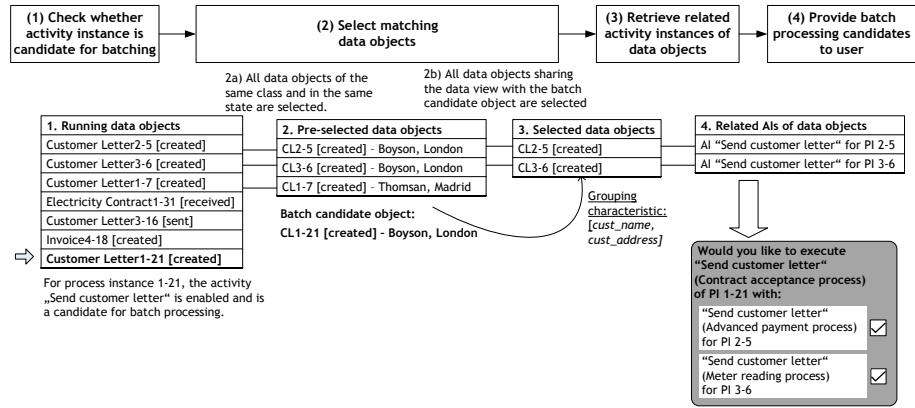 (1) Check whether
activity instance is
candidate for batching
(2) Select matching
data objects
(3) Retrieve related
activity instances of
data objects
(4) Provide batch
processing candidates
to user
2a) All data objects of the
same class and in the same
state are selected.
2b) All data objects sharing
the data view with the batch
candidate object are selected
1. Running data objects
Customer Letter2-5 [created]
Customer Letter3-6 [created]
Customer Letter1-7 [created]
Electricity Contract1-31 [received]
Customer Letter3-16 [sent]
Invoice4-18 [created]
Customer Letter1-21 [created]
For process instance 1-21, the activity
„Send customer letter“ is enabled and is
a candidate for batch processing.
2. Pre-selected data objects
CL2-5 [created] – Boyson, London
CL3-6 [created] – Boyson, London
CL1-7 [created] – Thomsan, Madrid
Batch candidate object:
CL1-21 [created] – Boyson, London
3. Selected data objects
CL2-5 [created]
CL3-6 [created]
Grouping
characteristic:
[cust_name,
cust_address]
4. Related AIs of data objects
AI “Send customer letter“ for PI 2-5
AI “Send customer letter“ for PI 3-6
Would you like to execute
“Send customer letter“
(Contract acceptance process)
of PI 1-21 with:
“Send customer letter“
(Advanced payment process)
for PI 2-5
“Send customer letter“
(Meter reading process)
for PI 3-6